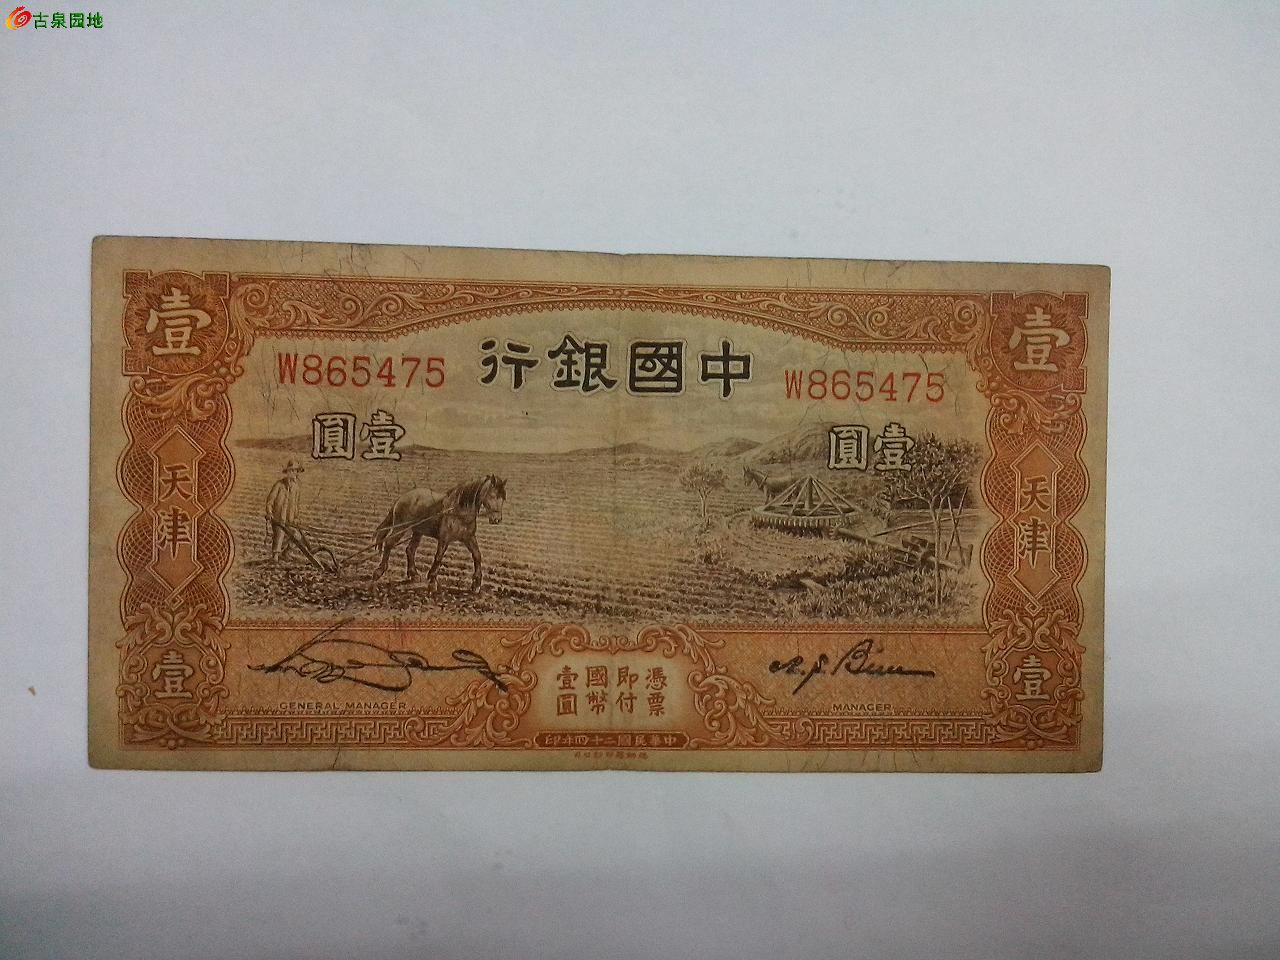 古泉园地
壹
壹
中國銀行
W865475
W865475
壹圓
壹圓
天津
天津
壹
壹
憑票
即付
國幣
壹圓
GENERAL MANAGER
MANAGER
中華民國二十四年印